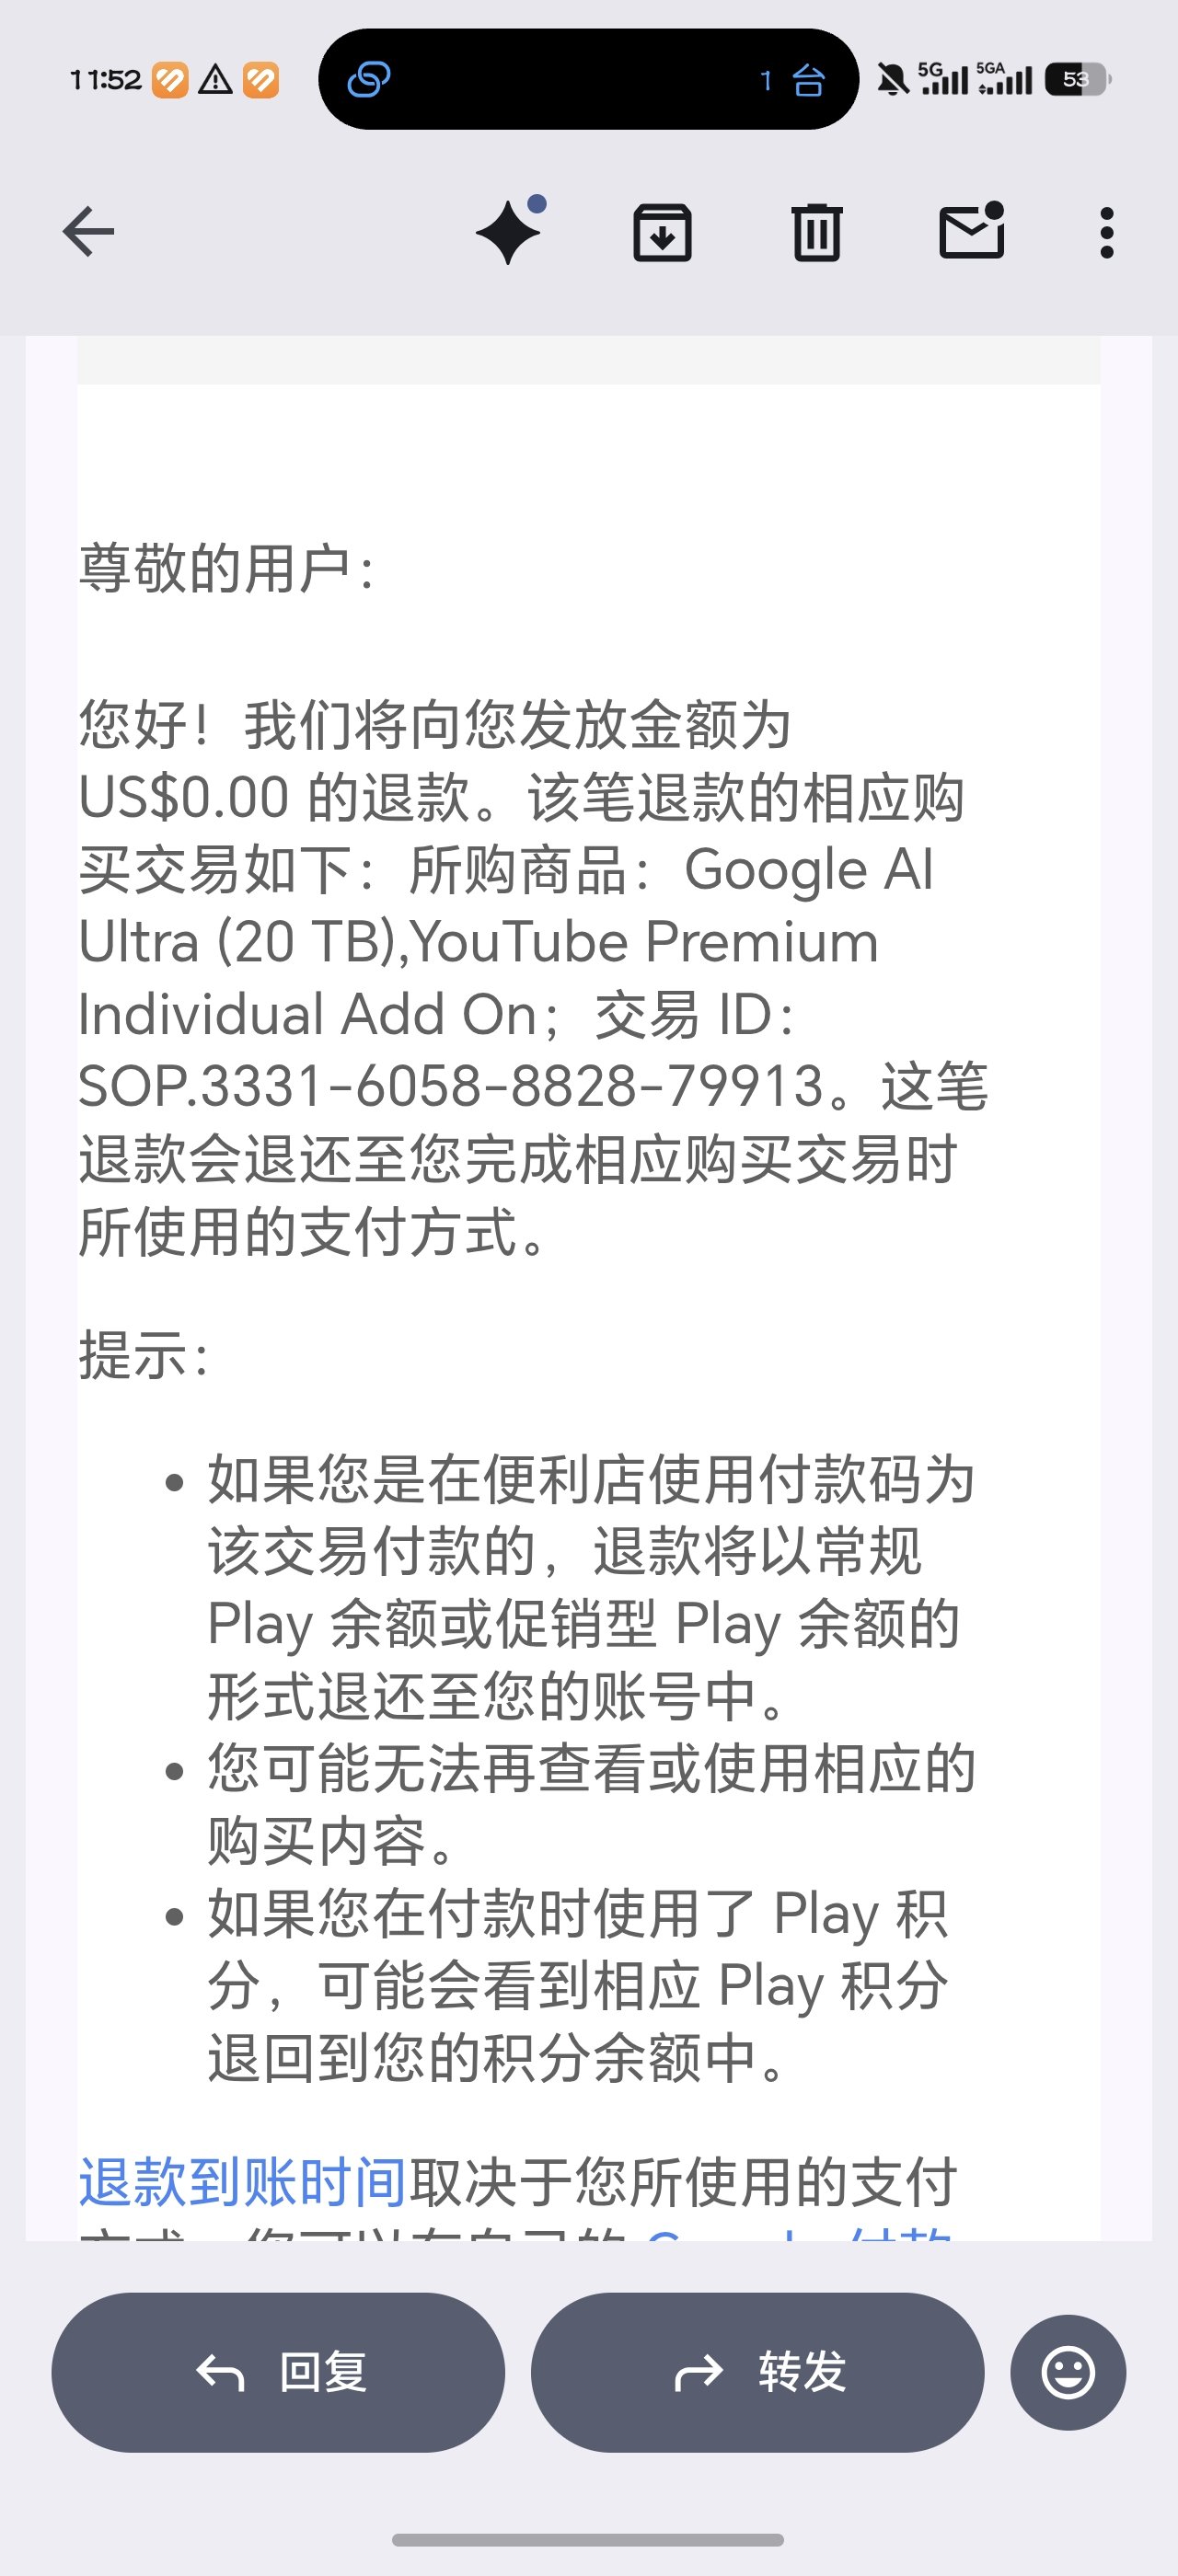 11:52
1 台
5G
5GA
53
尊敬的用户：
您好！我们将向您发放金额为
US$0.00 的退款。该笔退款的相应购
买交易如下：所购商品：Google AI
Ultra (20 TB),YouTube Premium
Individual Add On；交易 ID：
SOP.3331-6058-8828-79913。这笔
退款会退还至您完成相应购买交易时
所使用的支付方式。
提示：
如果您是在便利店使用付款码为
该交易付款的，退款将以常规
Play 余额或促销型 Play 余额的
形式退还至您的账号中。
您可能无法再查看或使用相应的
购买内容。
如果您在付款时使用了 Play 积
分，可能会看到相应 Play 积分
退回到您的积分余额中。
退款到账时间取决于您所使用的支付
回复
转发